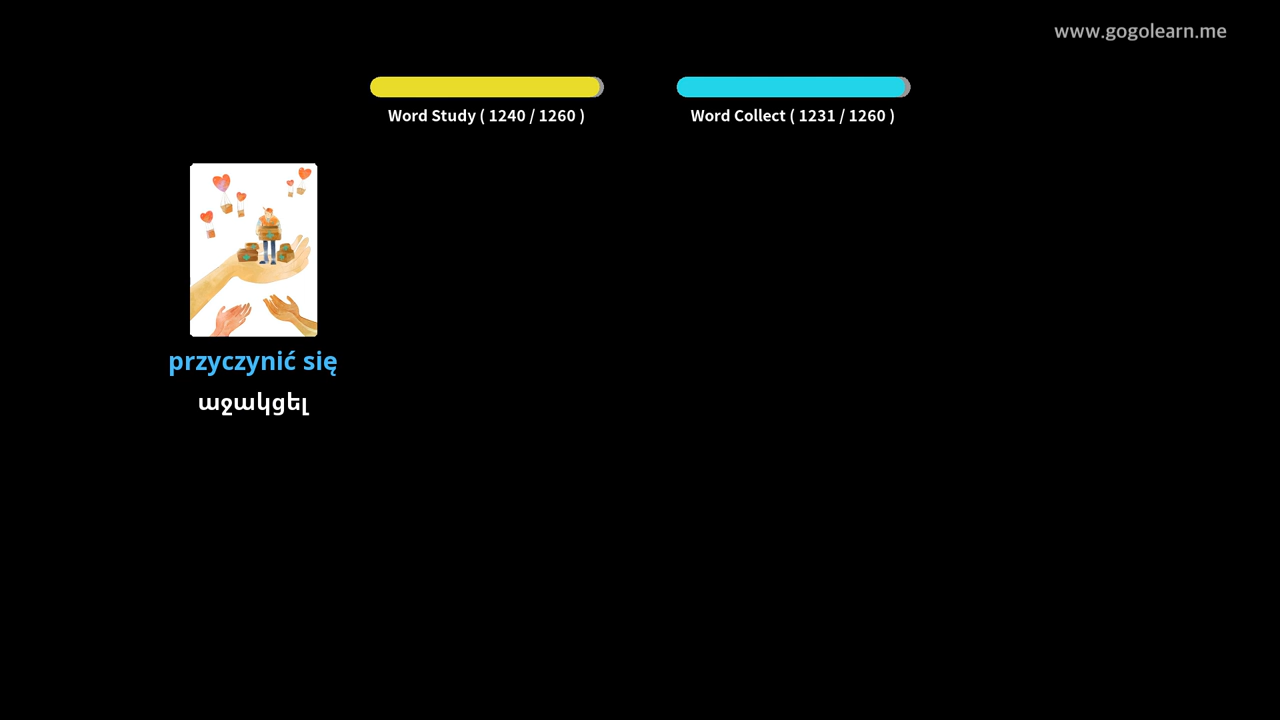 www.gogolearn.me
Word Study ( 1240 / 1260 )
Word Collect ( 1231 / 1260 )
przyczynić się
աջակցել